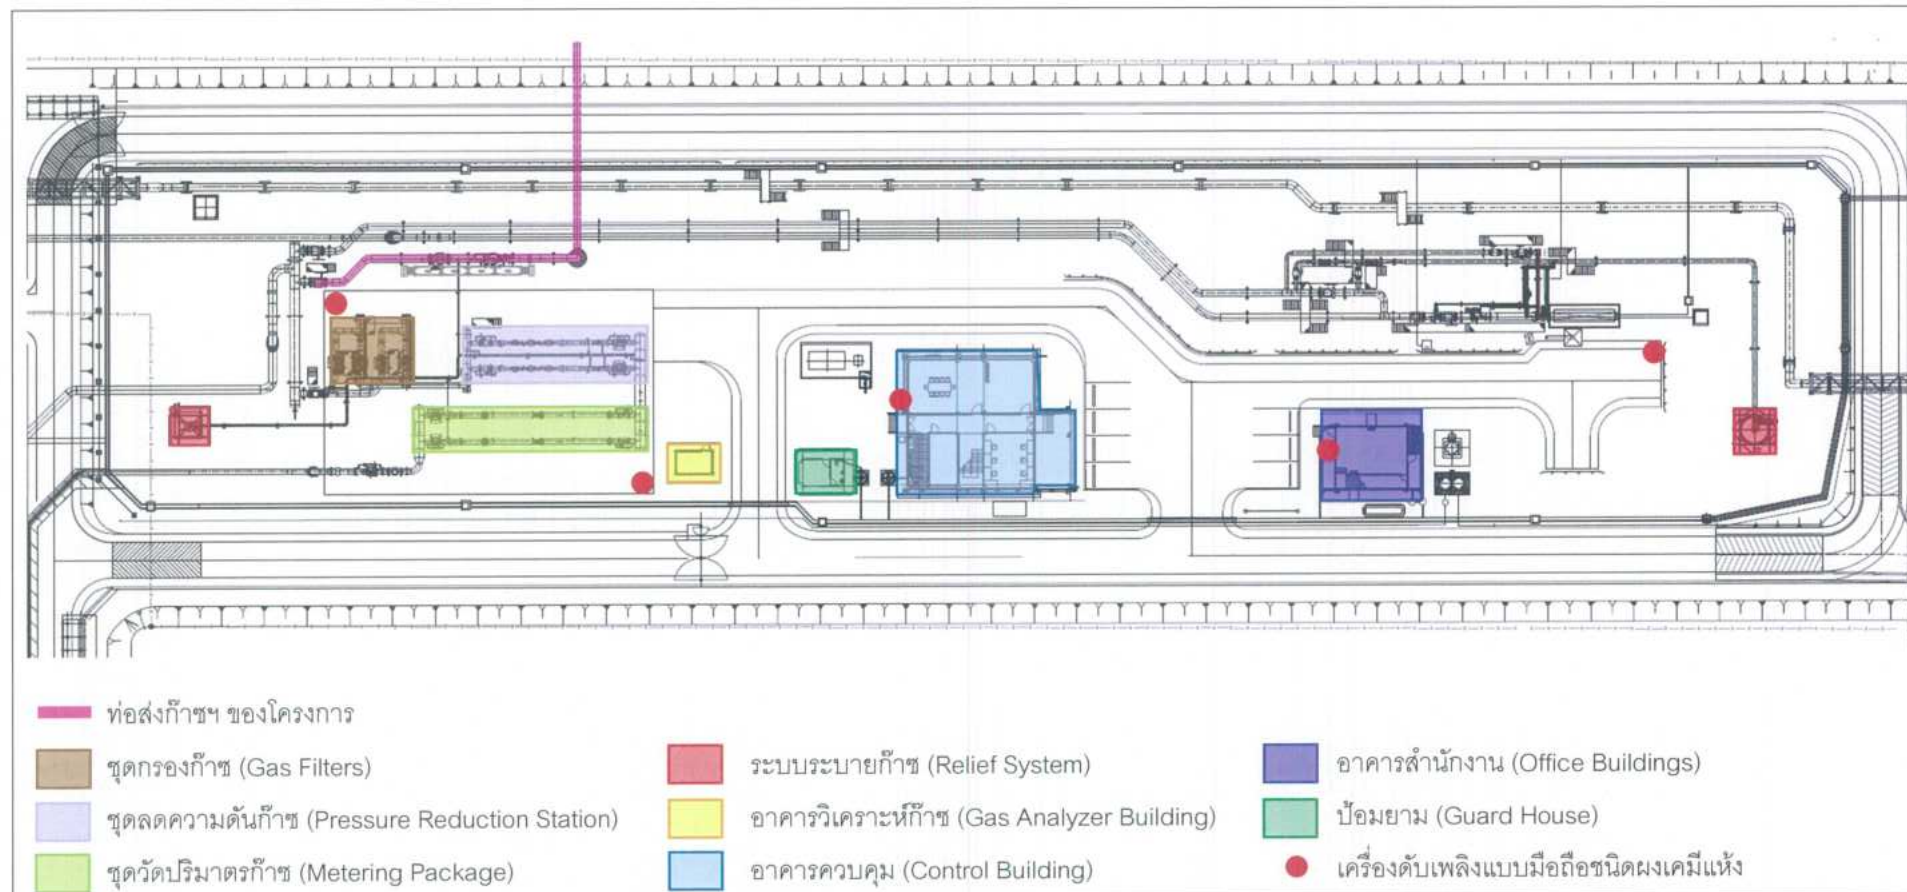 ท่อส่งก๊าซฯ ของโครงการ
ชุดกรองก๊าซ (Gas Filters)
ชุดลดความดันก๊าซ (Pressure Reduction Station)
ชุดวัดปริมาตรก๊าซ (Metering Package)
ระบบระบายก๊าซ (Relief System)
อาคารวิเคราะห์ก๊าซ (Gas Analyzer Building)
อาคารควบคุม (Control Building)
อาคารสำนักงาน (Office Buildings)
ป้อมยาม (Guard House)
เครื่องดับเพลิงแบบมือถือชนิดผงเคมีแห้ง